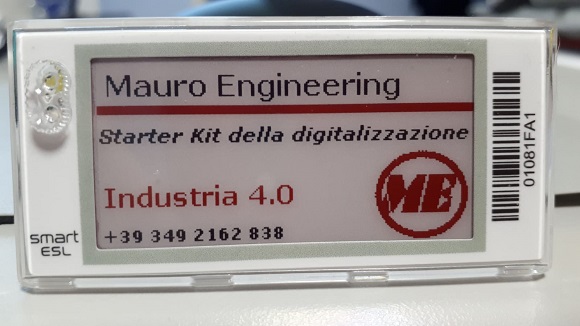 Mauro Engineering
Starter Kit della digitalizzazione
Industria 4.0
ME
+39 349 2162 838
smart
ESL
01081FA1